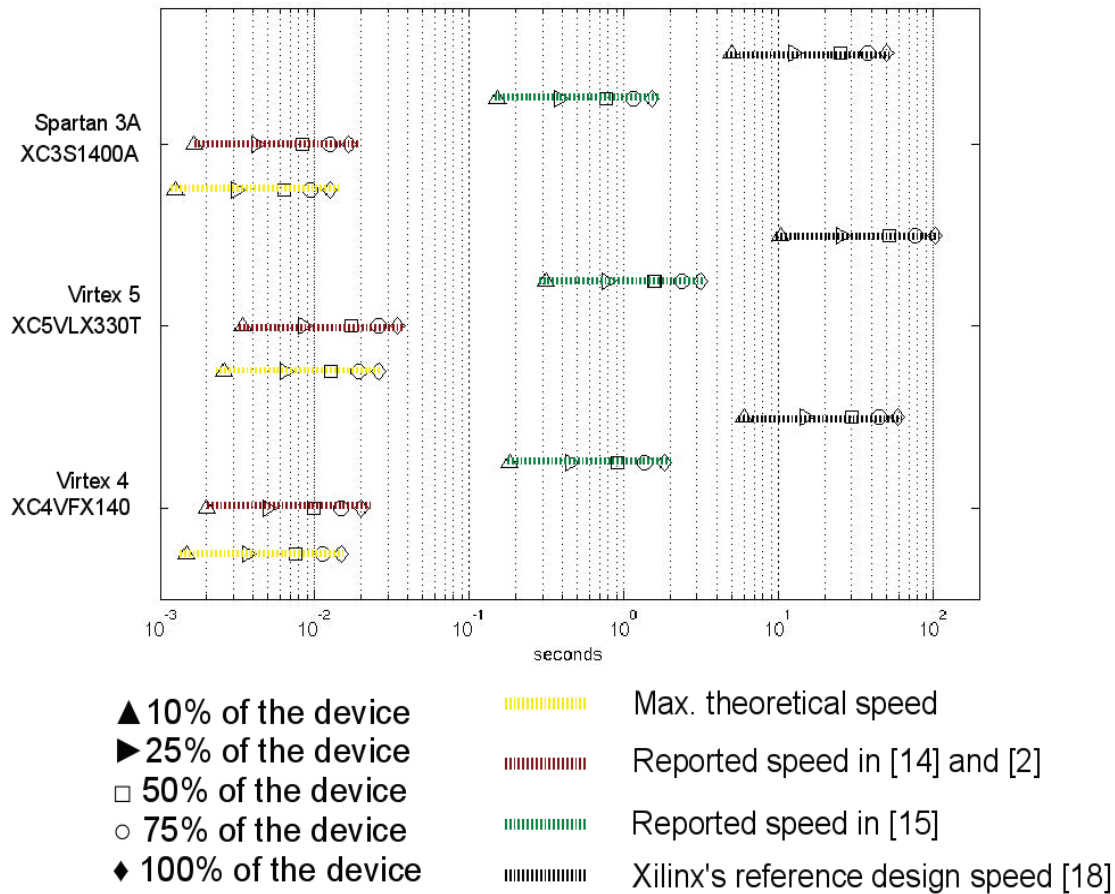 Spartan 3A
XC3S1400A
Virtex 5
XC5VLX330T
Virtex 4
XC4VFX140
10^-3 10^-2 10^-1 10^0 10^1 10^2
seconds
▲ 10% of the device
▶ 25% of the device
□ 50% of the device
○ 75% of the device
♦ 100% of the device
Max. theoretical speed
Reported speed in [14] and [2]
Reported speed in [15]
Xilinx's reference design speed [18]